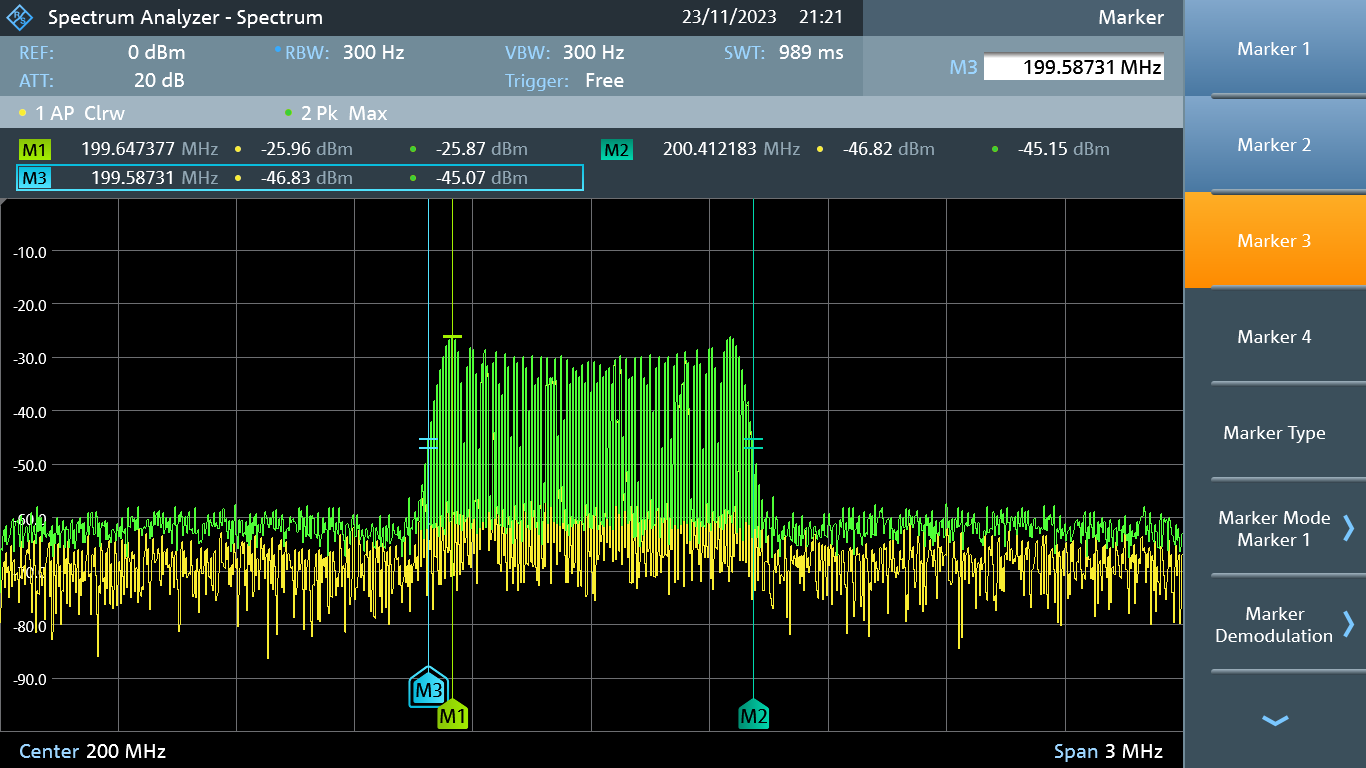 Spectrum Analyzer - Spectrum 23/11/2023 21:21 Marker
REF: 0 dBm RBW: 300 Hz VBW: 300 Hz SWT: 989 ms
M3 199.58731 MHz
ATT: 20 dB Trigger: Free
1 AP Clrw 2 Pk Max
M1 199.647377 MHz -25.96 dBm -25.87 dBm M2 200.412183 MHz -46.82 dBm -45.15 dBm
M3 199.58731 MHz -46.83 dBm -45.07 dBm
-10.0
-20.0
-30.0
-40.0
-50.0
-60.0
-70.0
-80.0
-90.0
M3
M1 M2
Center 200 MHz Span 3 MHz
Marker 1
Marker 2
Marker 3
Marker 4
Marker Type
Marker Mode
Marker 1
Marker
Demodulation